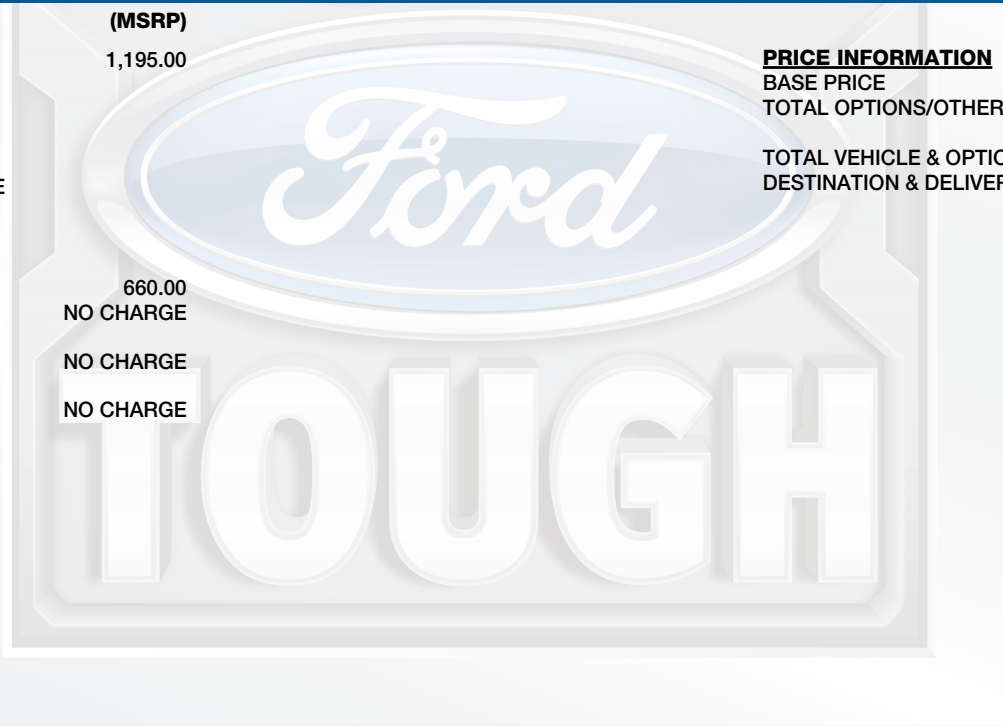 (MSRP)
1,195.00
660.00
NO CHARGE
NO CHARGE
NO CHARGE
PRICE INFORMATION
BASE PRICE
TOTAL OPTIONS/OTHER
TOTAL VEHICLE & OPTIO
DESTINATION & DELIVER
E
Ford
TOUGH